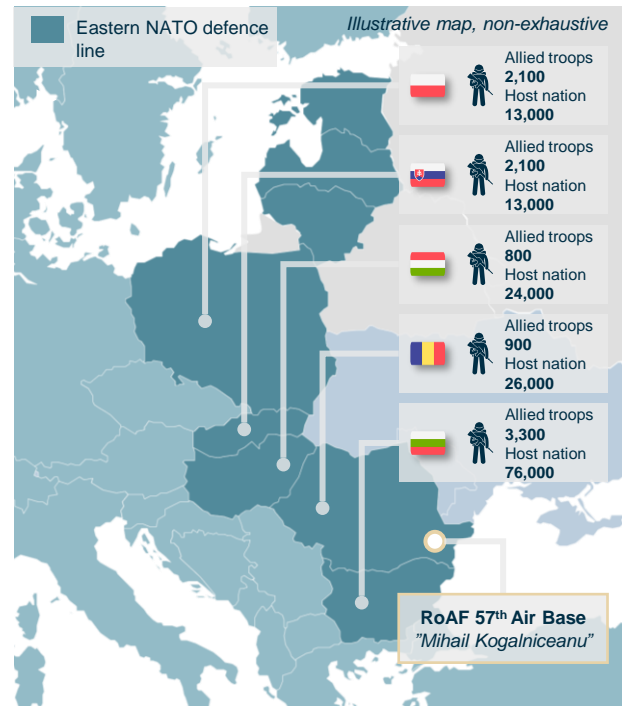 Eastern NATO defence
line
Illustrative map, non-exhaustive
Allied troops
2,100
Host nation
13,000
Allied troops
2,100
Host nation
13,000
Allied troops
800
Host nation
24,000
Allied troops
900
Host nation
26,000
Allied troops
3,300
Host nation
76,000
RoAF 57th Air Base
”Mihail Kogalniceanu”